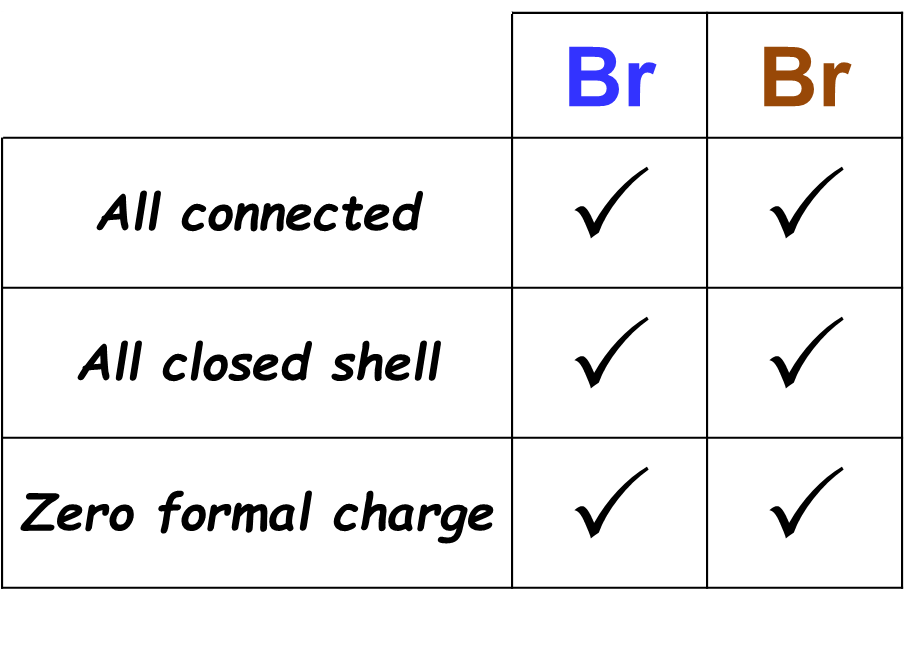 Br Br
All connected ✓ ✓
All closed shell ✓ ✓
Zero formal charge ✓ ✓